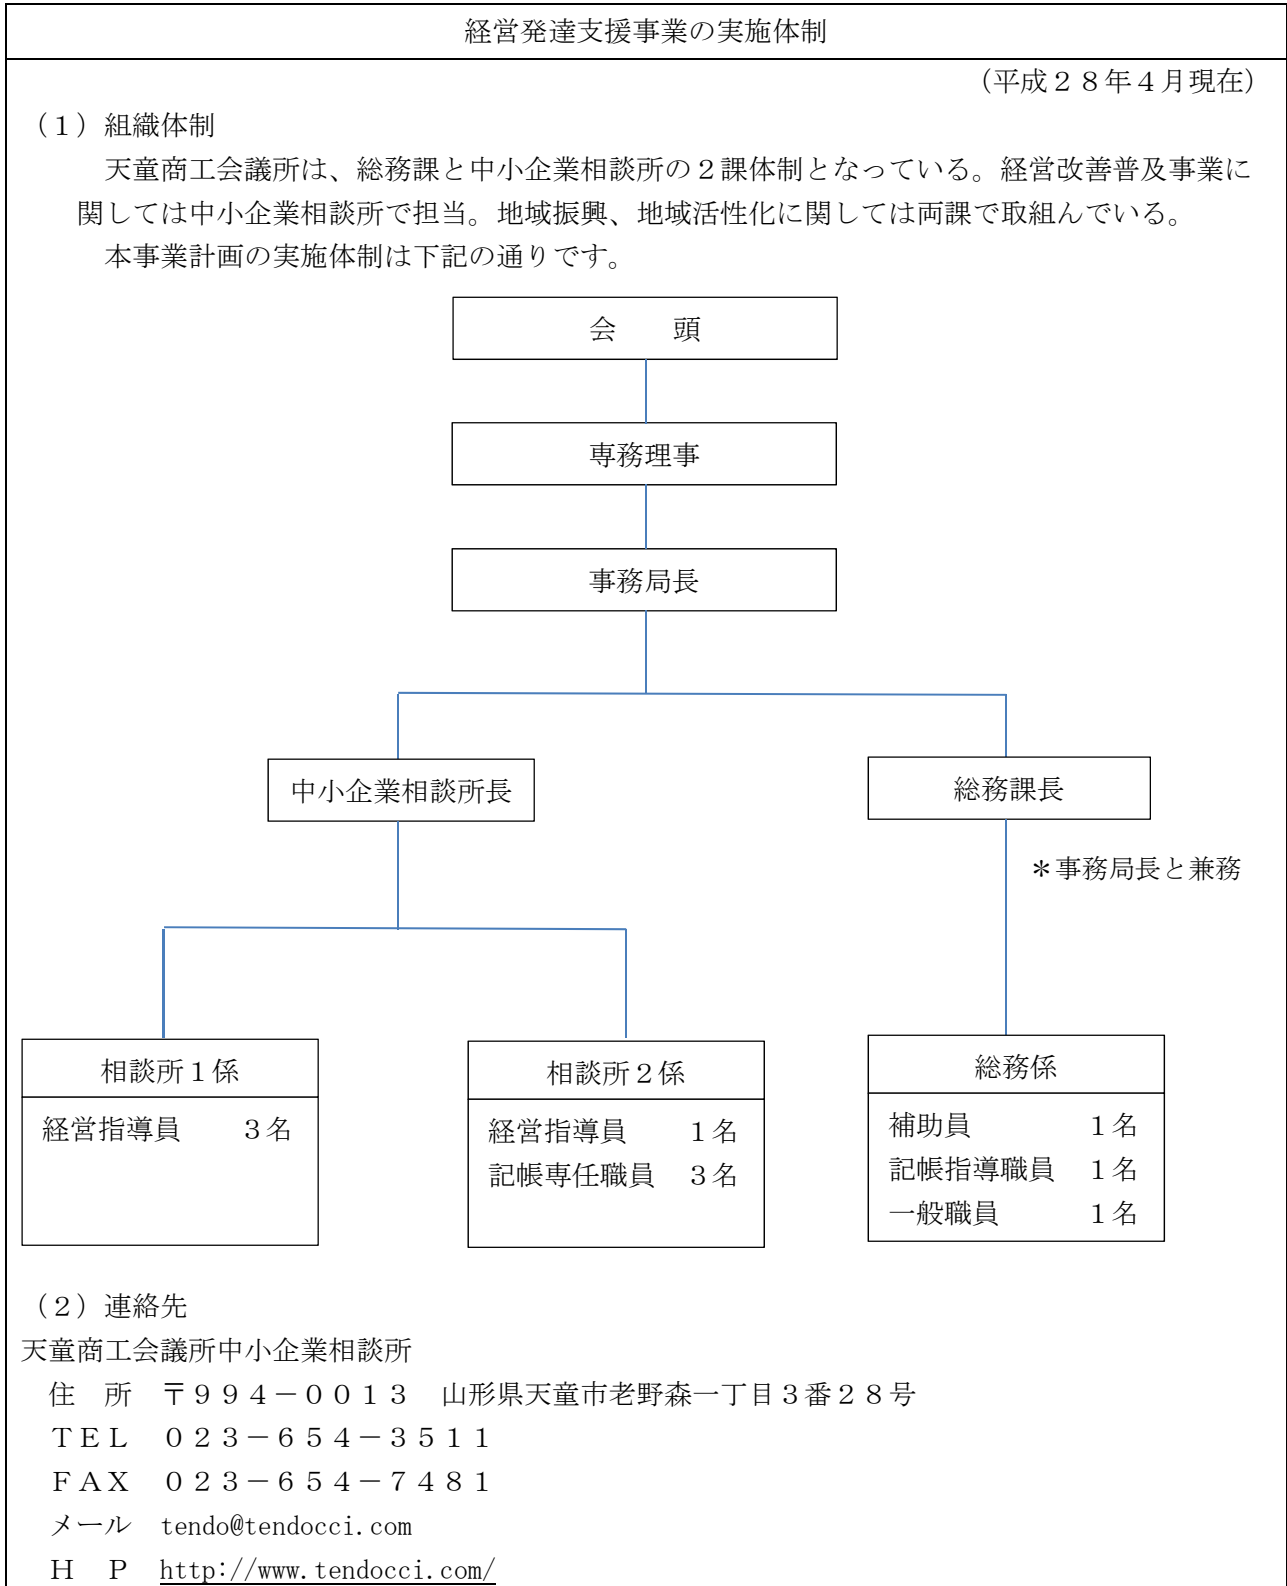 経営発達支援事業の実施体制
（平成２８年４月現在）
（１）組織体制
天童商工会議所は、総務課と中小企業相談所の２課体制となっている。経営改善普及事業に
関しては中小企業相談所で担当。地域振興、地域活性化に関しては両課で取組んでいる。
本事業計画の実施体制は下記の通りです。
会　　頭
専務理事
事務局長
中小企業相談所長
総務課長
＊事務局長と兼務
相談所１係
経営指導員　　３名
相談所２係
経営指導員　　１名
記帳専任職員　３名
総務係
補助員　　　　１名
記帳指導職員　１名
一般職員　　　１名
（２）連絡先
天童商工会議所中小企業相談所
住　所　〒９９４－００１３　山形県天童市老野森一丁目３番２８号
ＴＥＬ　０２３－６５４－３５１１
ＦＡＸ　０２３－６５４－７４８１
メール　tendo@tendocci.com
Ｈ　Ｐ　http://www.tendocci.com/